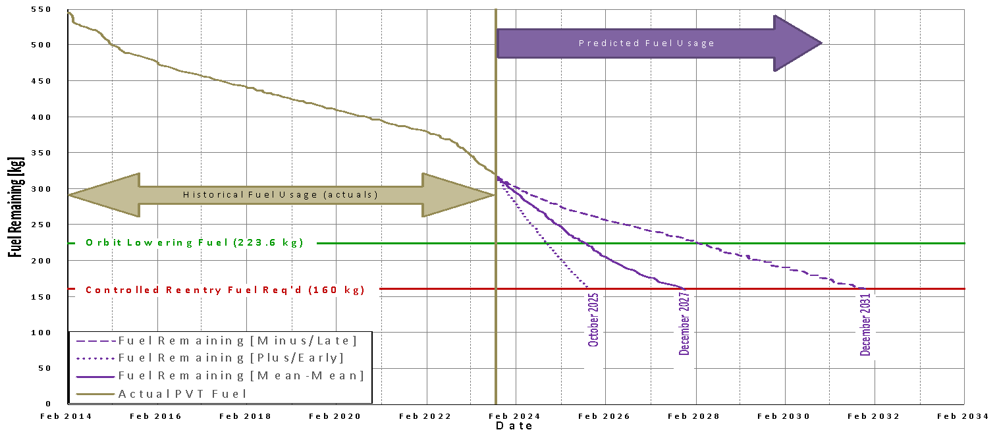 550
500
450
400
350
300
250
200
150
100
50
0
Fuel Remaining [kg]
Predicted Fuel Usage
Historical Fuel Usage (actuals)
Orbit Lowering Fuel (223.6 kg)
Controlled Reentry Fuel Req'd (160 kg)
October 2025
December 2027
December 2031
Fuel Remaining [Minus/Late]
Fuel Remaining [Plus/Early]
Fuel Remaining [Mean-Mean]
Actual PVT Fuel
Feb 2014
Feb 2016
Feb 2018
Feb 2020
Feb 2022
Feb 2024
Feb 2026
Feb 2028
Feb 2030
Feb 2032
Feb 2034
Date